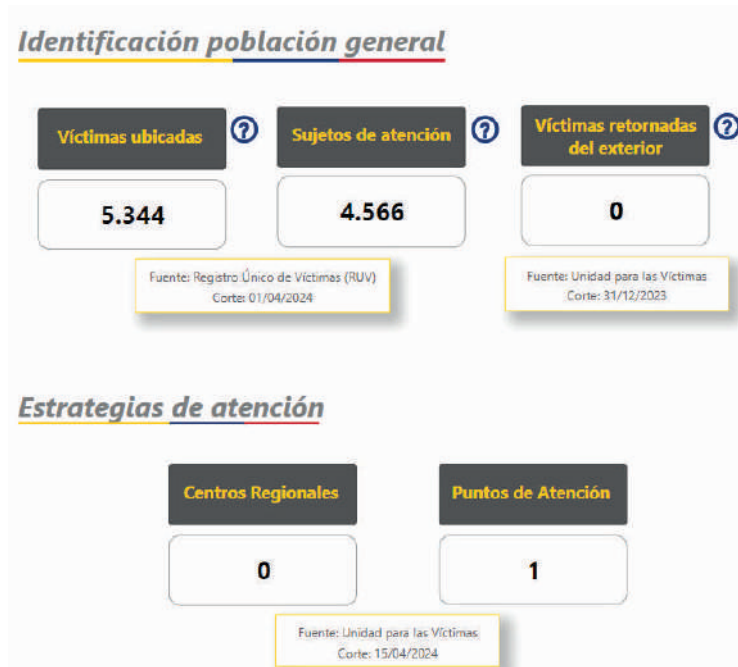 Identificación población general
Víctimas ubicadas
Sujetos de atención
Víctimas retornadas
del exterior
5.344
4.566
0
Fuente: Registro Único de Víctimas (RUV)
Corte: 01/04/2024
Fuente: Unidad para las Víctimas
Corte: 31/12/2023
Estrategias de atención
Centros Regionales
Puntos de Atención
0
1
Fuente: Unidad para las Víctimas
Corte: 15/04/2024